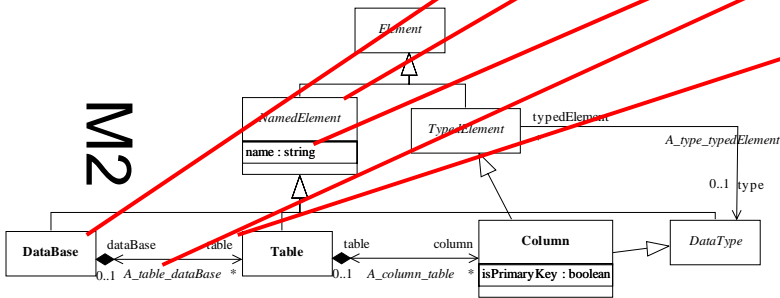 Element
M2
NamedElement
name : string
TypedElement
typedElement
A_type_typedElement
0..1 type
DataBase
dataBase
table
0..1
A_table_dataBase
*
Table
table
column
0..1
A_column_table
*
Column
isPrimaryKey : boolean
DataType